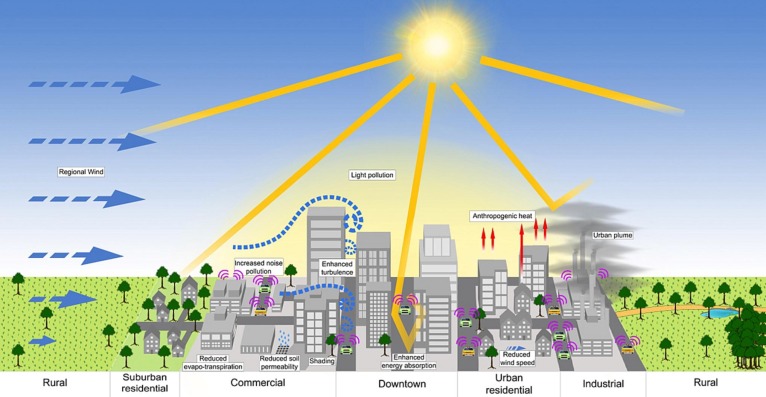 Regional Wind
Light pollution
Anthropogenic heat
Urban plume
Increased noise
pollution
Enhanced
turbulence
Reduced
evapo-transpiration
Reduced soil
permeability
Shading
Enhanced
energy absorption
Reduced
wind speed
Rural
Suburban
residential
Commercial
Downtown
Urban
residential
Industrial
Rural